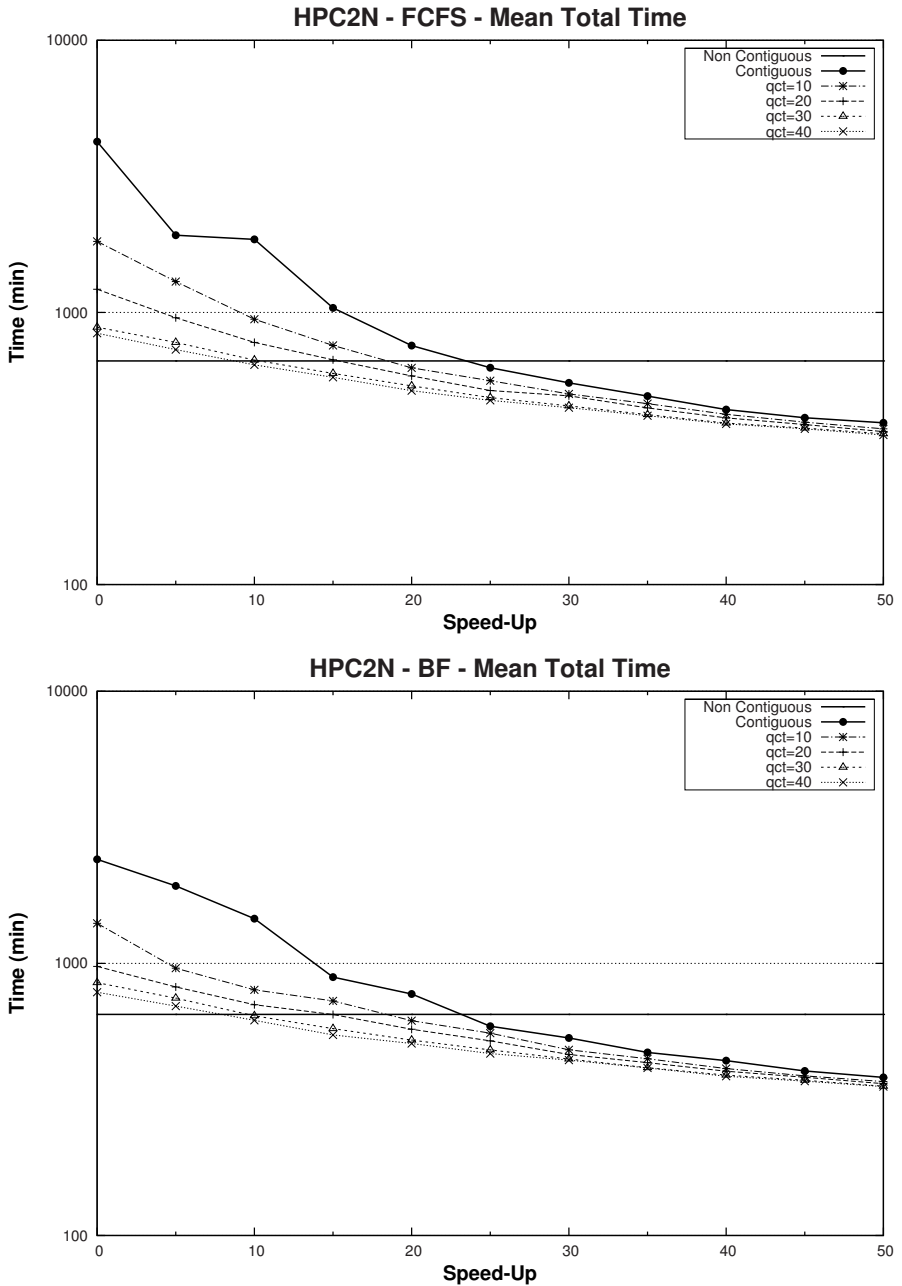 HPC2N - FCFS - Mean Total Time
10000
Non Contiguous
Contiguous
qct=10
qct=20
qct=30
qct=40
Time (min)
1000
100
0 10 20 30 40 50
Speed-Up
HPC2N - BF - Mean Total Time
10000
Non Contiguous
Contiguous
qct=10
qct=20
qct=30
qct=40
Time (min)
1000
100
0 10 20 30 40 50
Speed-Up